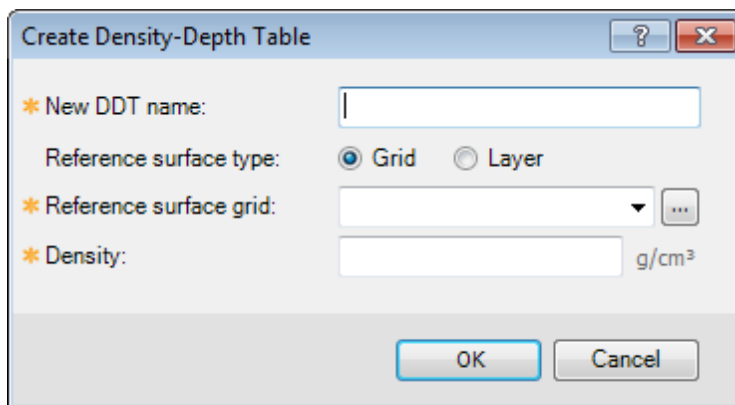 Create Density-Depth Table
* New DDT name:
Reference surface type: Grid Layer
* Reference surface grid: ...
* Density: g/cm³
OK Cancel